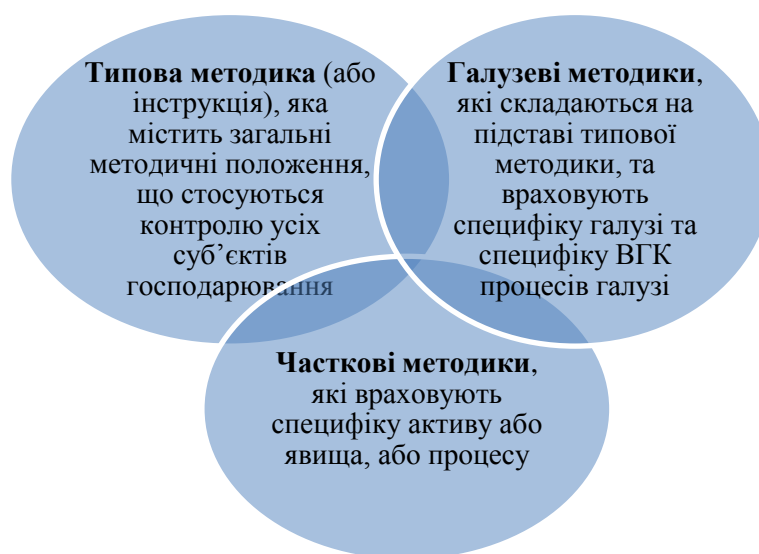 Типова методика (або
інструкція), яка
містить загальні
методичні положення,
що стосуються
контролю усіх
суб’єктів
господарювання
Галузеві методики,
які складаються на
підставі типової
методики, та
враховують
специфіку галузі та
специфіку ВГК
процесів галузі
Часткові методики,
які враховують
специфіку активу або
явища, або процесу